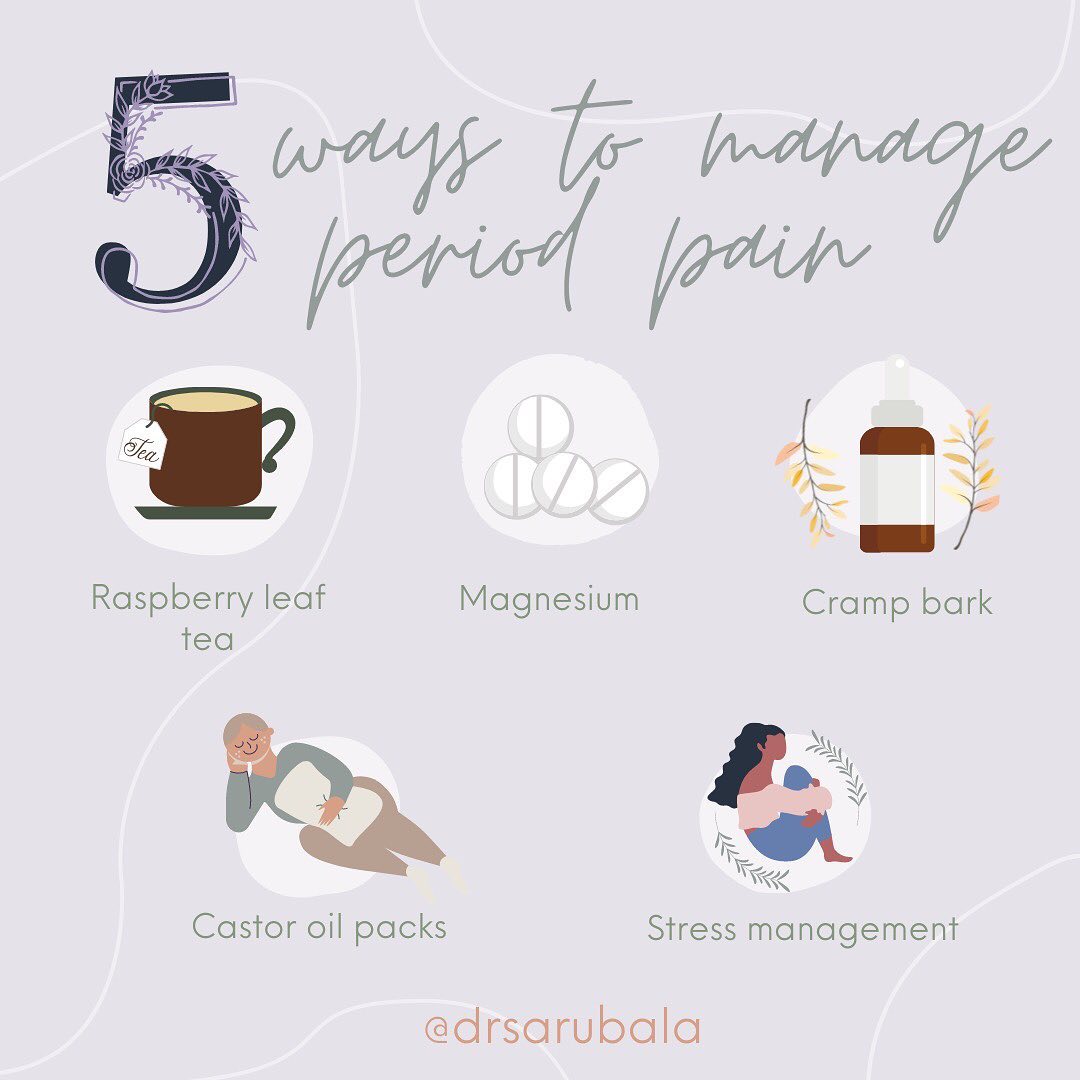 5 ways to manage
period pain
Tea
Raspberry leaf
tea
Magnesium
Cramp bark
Castor oil packs
Stress management
@drsarubala